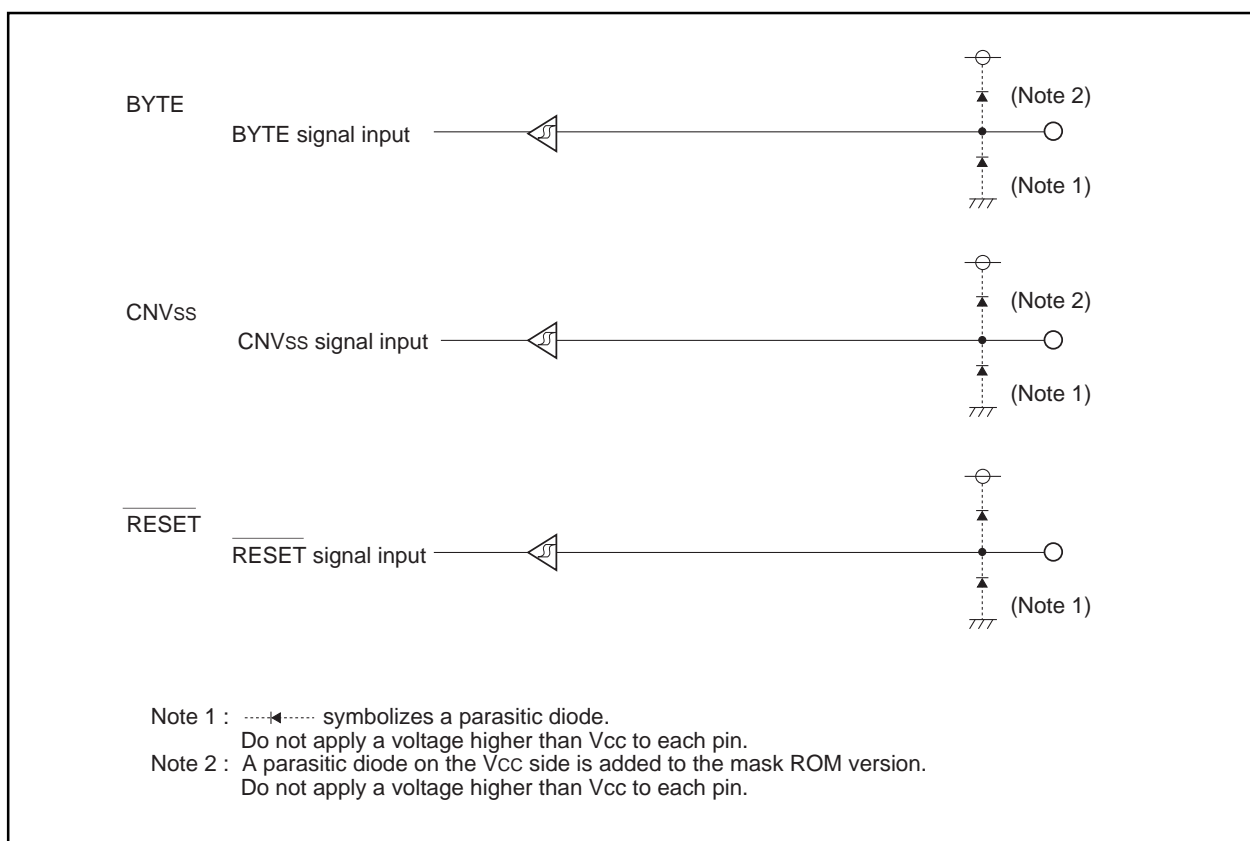 BYTE
(Note 2)
BYTE signal input
(Note 1)
CNVss
(Note 2)
CNVss signal input
(Note 1)
RESET
RESET signal input
(Note 1)
Note 1 : symbolizes a parasitic diode.
Do not apply a voltage higher than Vcc to each pin.
Note 2 : A parasitic diode on the VCC side is added to the mask ROM version.
Do not apply a voltage higher than Vcc to each pin.